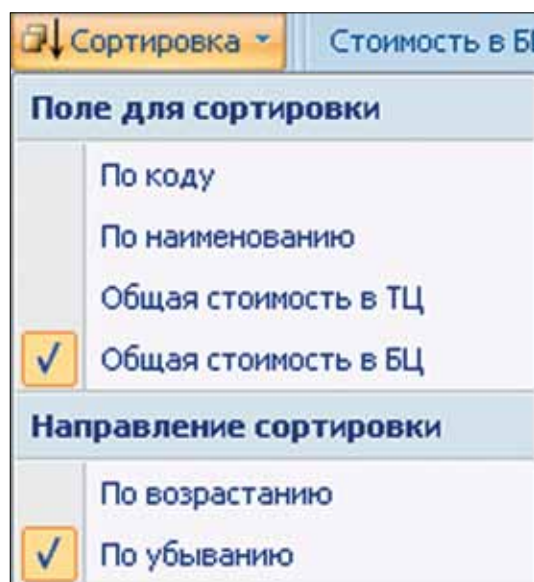 Сортировка Стоимость в
Поле для сортировки
По коду
По наименованию
Общая стоимость в ТЦ
Общая стоимость в БЦ
Направление сортировки
По возрастанию
По убыванию